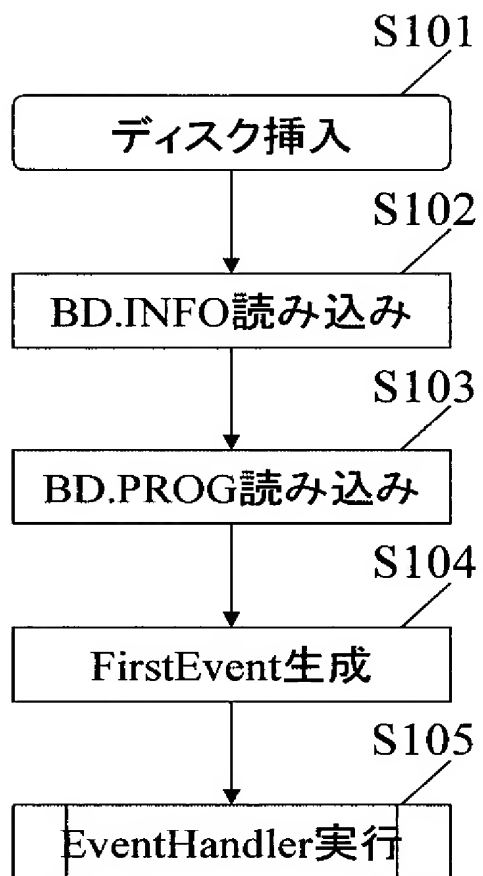 S101
ディスク挿入
S102
BD.INFO読み込み
S103
BD.PROG読み込み
S104
FirstEvent生成
S105
EventHandler実行